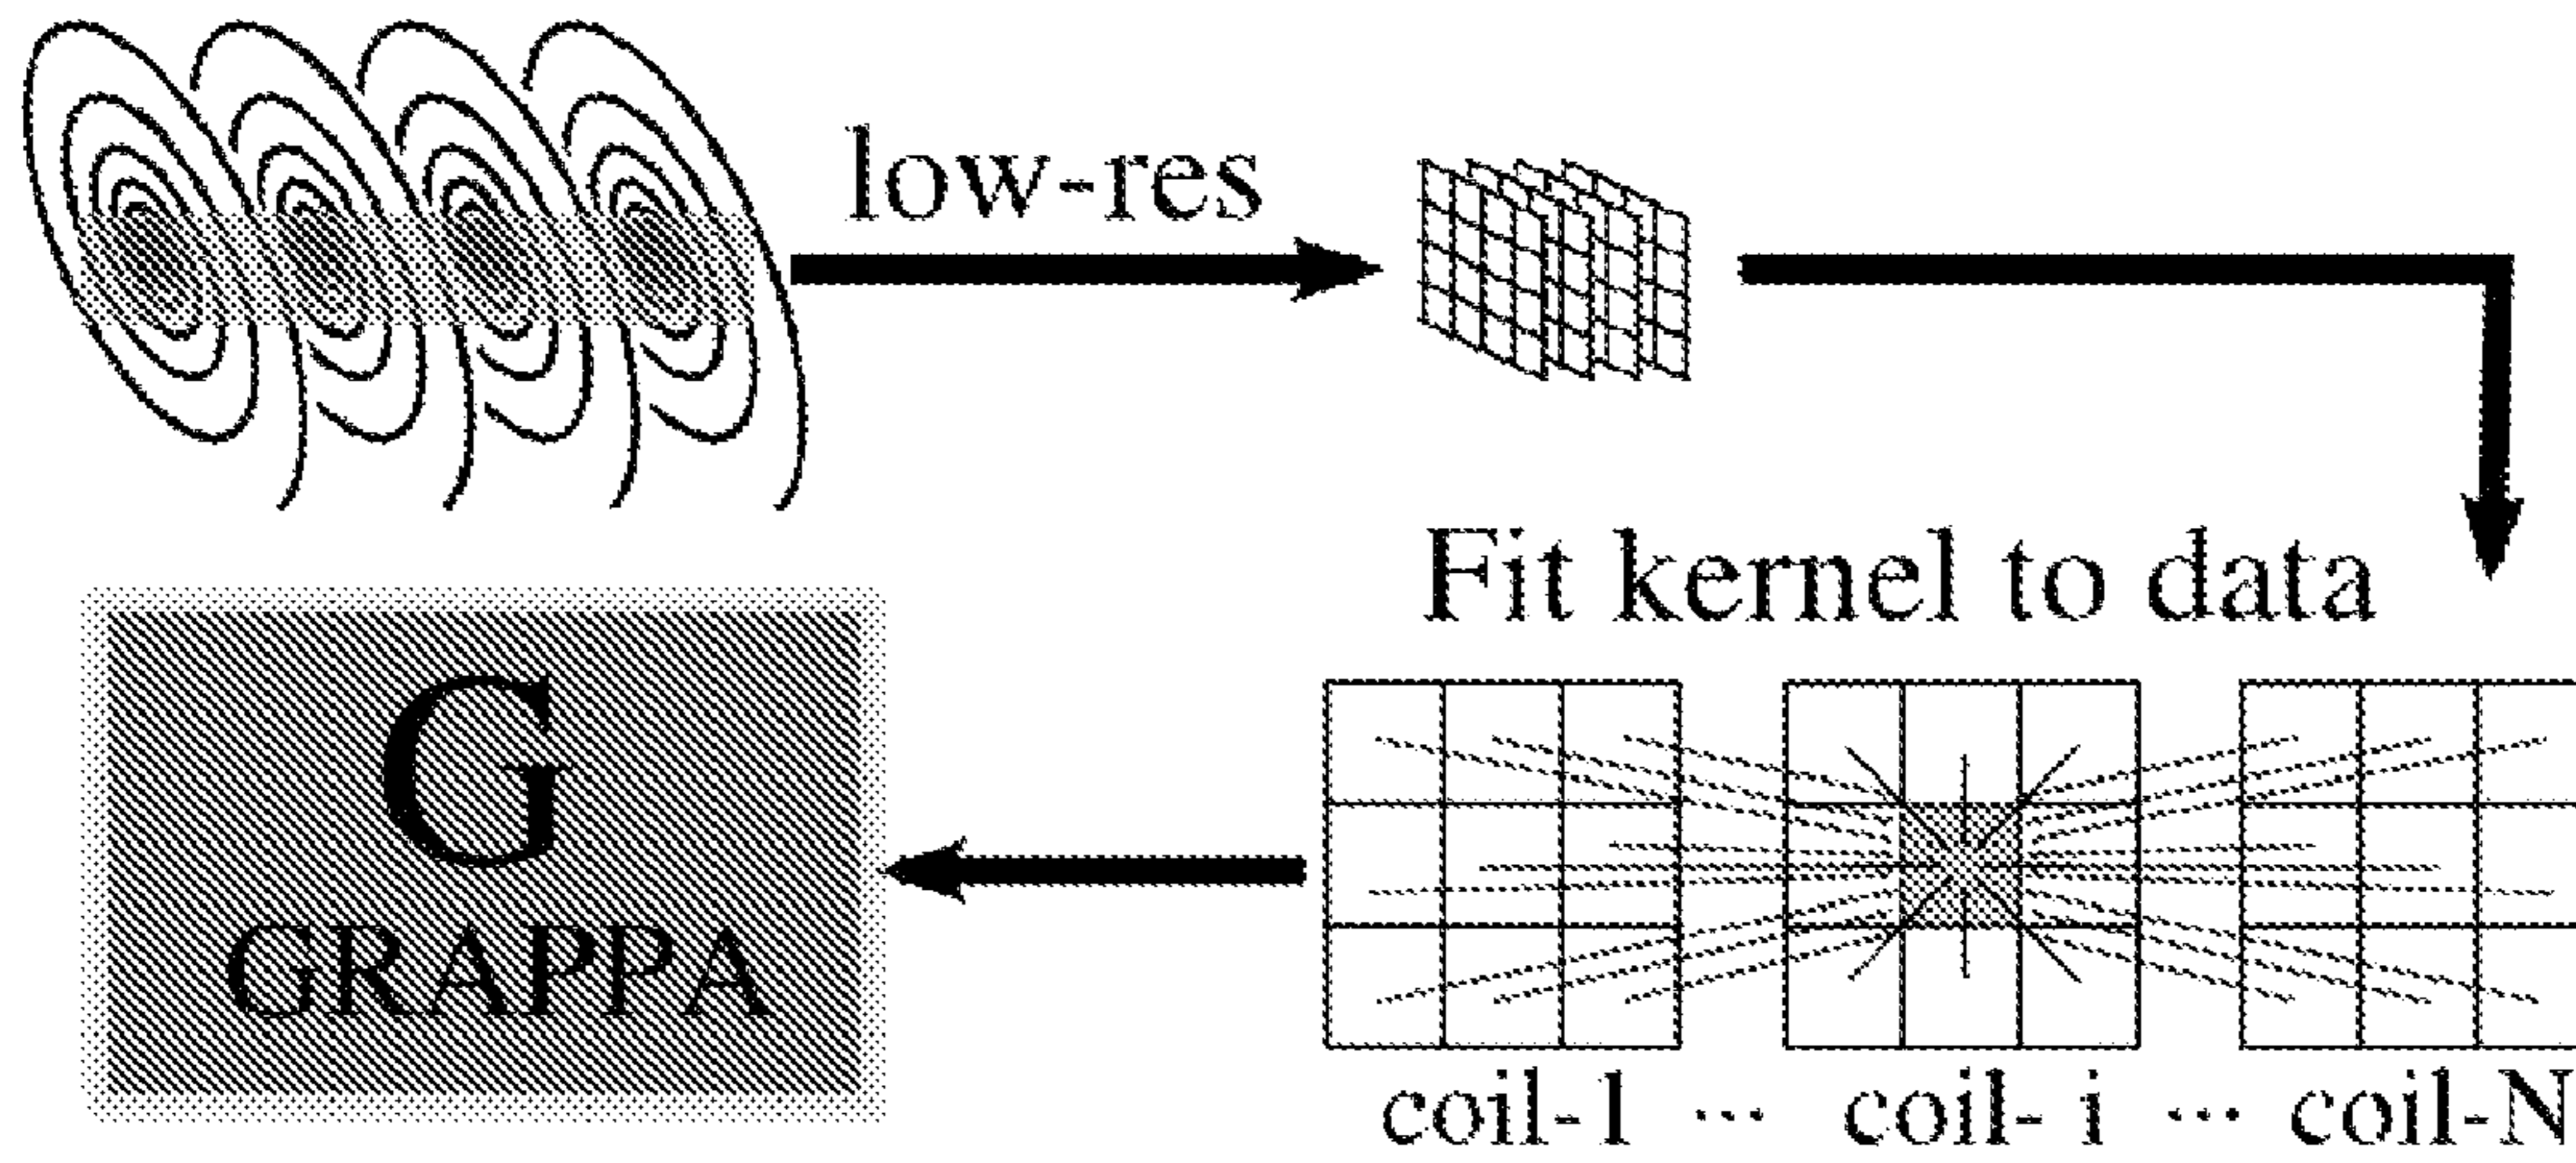 low-res
Fit kernel to data
G
GRAPPA
coil-1 ... coil- i ... coil-N